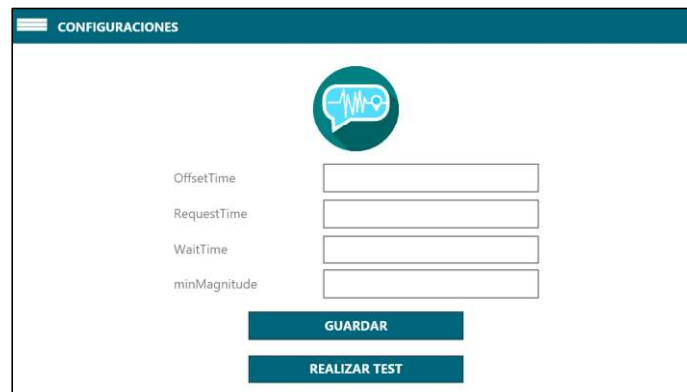 CONFIGURACIONES
OffsetTime
RequestTime
WaitTime
minMagnitude
GUARDAR
REALIZAR TEST